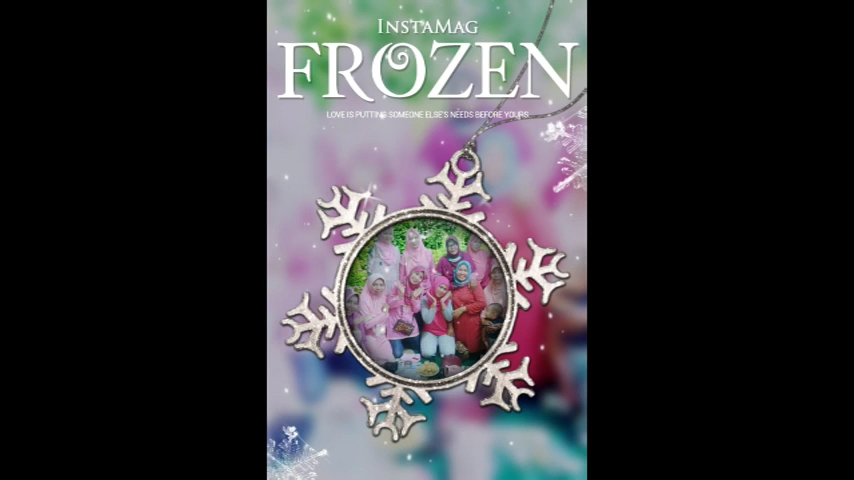 INSTAMAG
FROZEN
LOVE IS PUTTING SOMEONE ELSE'S NEEDS BEFORE YOURS.